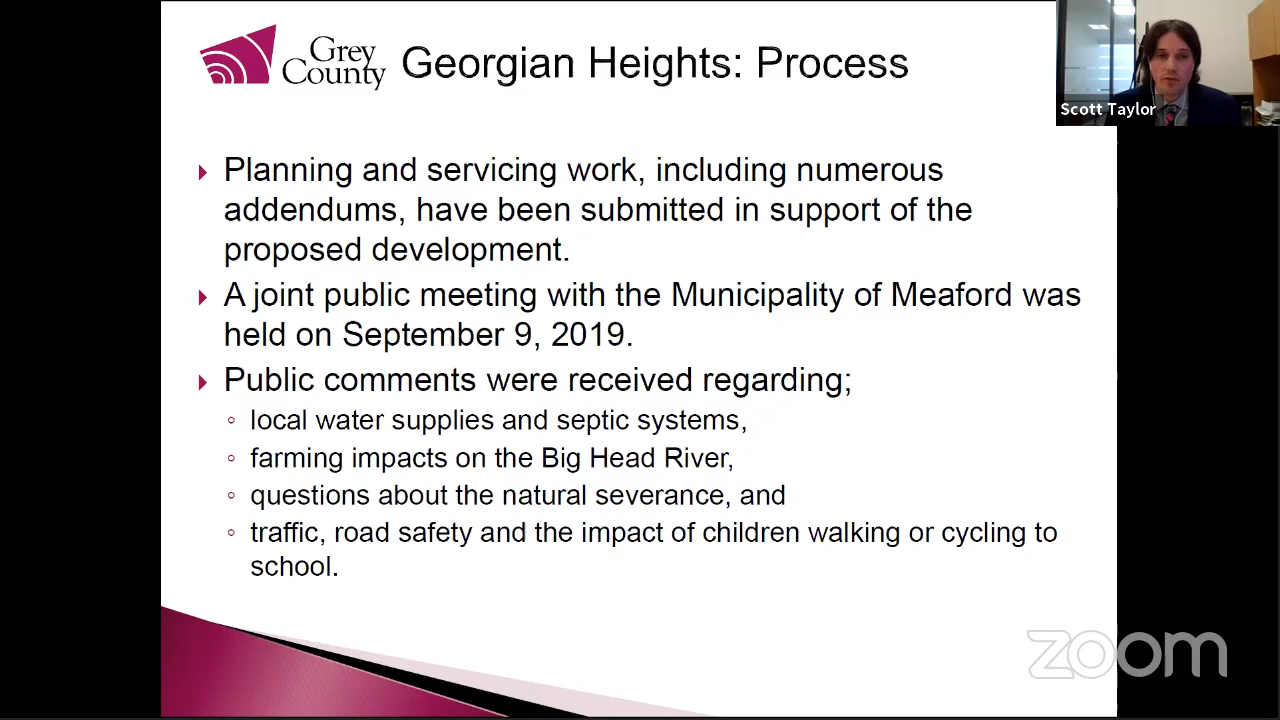 Grey
County
Georgian Heights: Process
Scott Taylor
Planning and servicing work, including numerous
addendums, have been submitted in support of the
proposed development.
A joint public meeting with the Municipality of Meaford was
held on September 9, 2019.
Public comments were received regarding;
local water supplies and septic systems,
farming impacts on the Big Head River,
questions about the natural severance, and
traffic, road safety and the impact of children walking or cycling to
school.
zoom